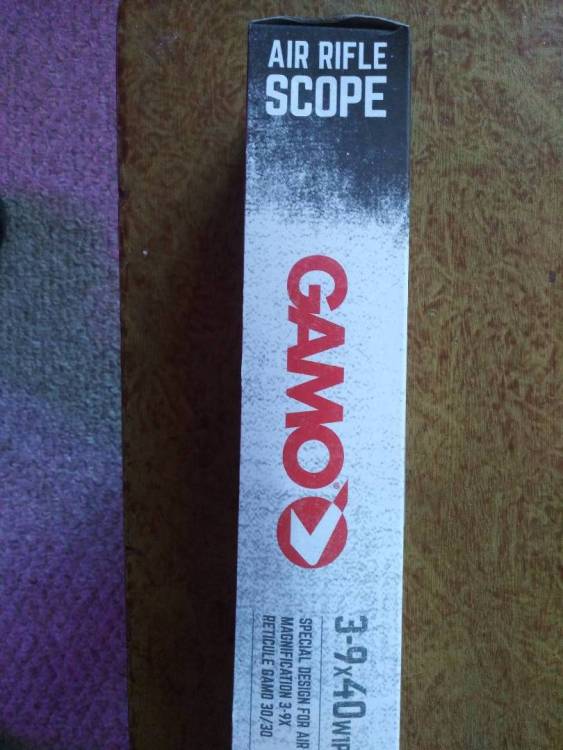 AIR RIFLE
SCOPE
GAMO
3-9x40
SPECIAL DESIGN FOR AIR
MAGNIFICATION 3-9X
RETICULE GAMO 30/30